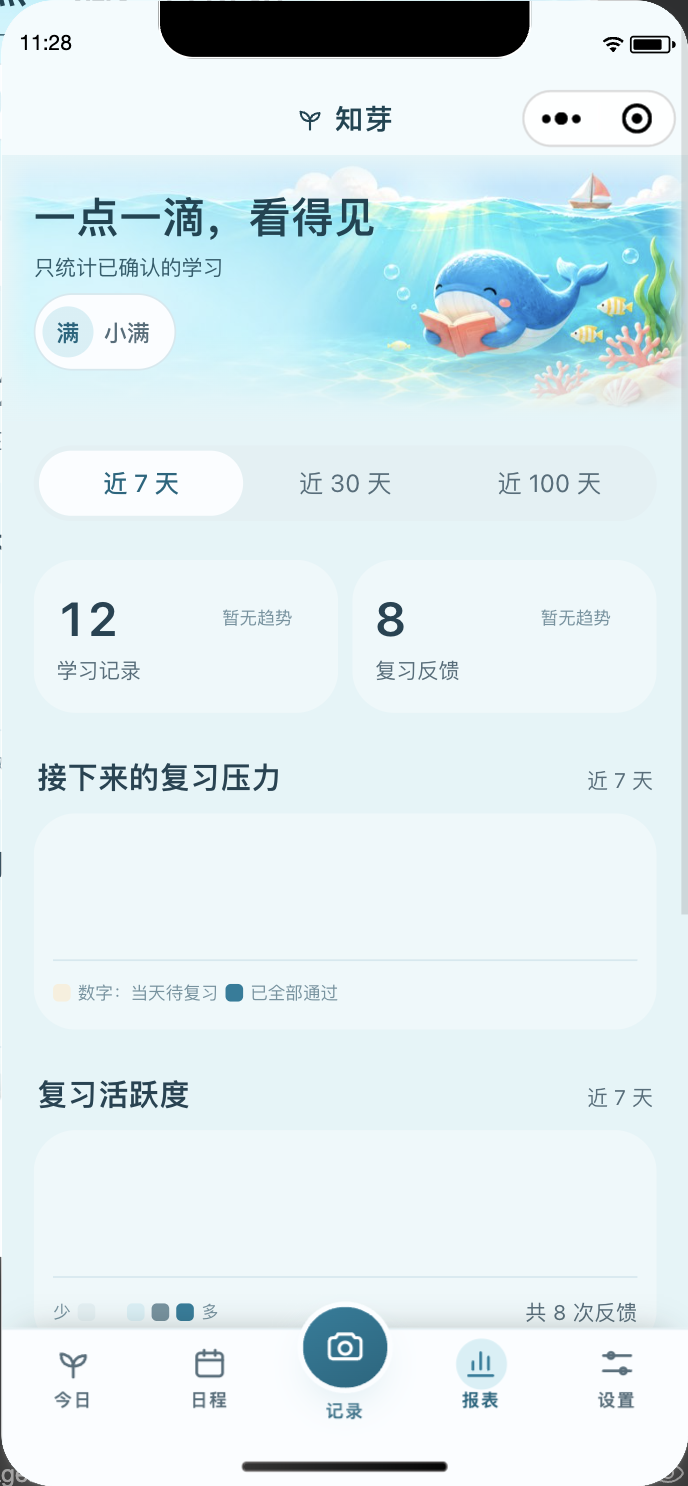 11:28
知芽
一点一滴，看得见
只统计已确认的学习
满 小满
近 7 天 近 30 天 近 100 天
12 暂无趋势 8 暂无趋势
学习记录 复习反馈
接下来的复习压力 近 7 天
数字：当天待复习 已全部通过
复习活跃度 近 7 天
少 多 共 8 次反馈
今日 日程 记录 报表 设置